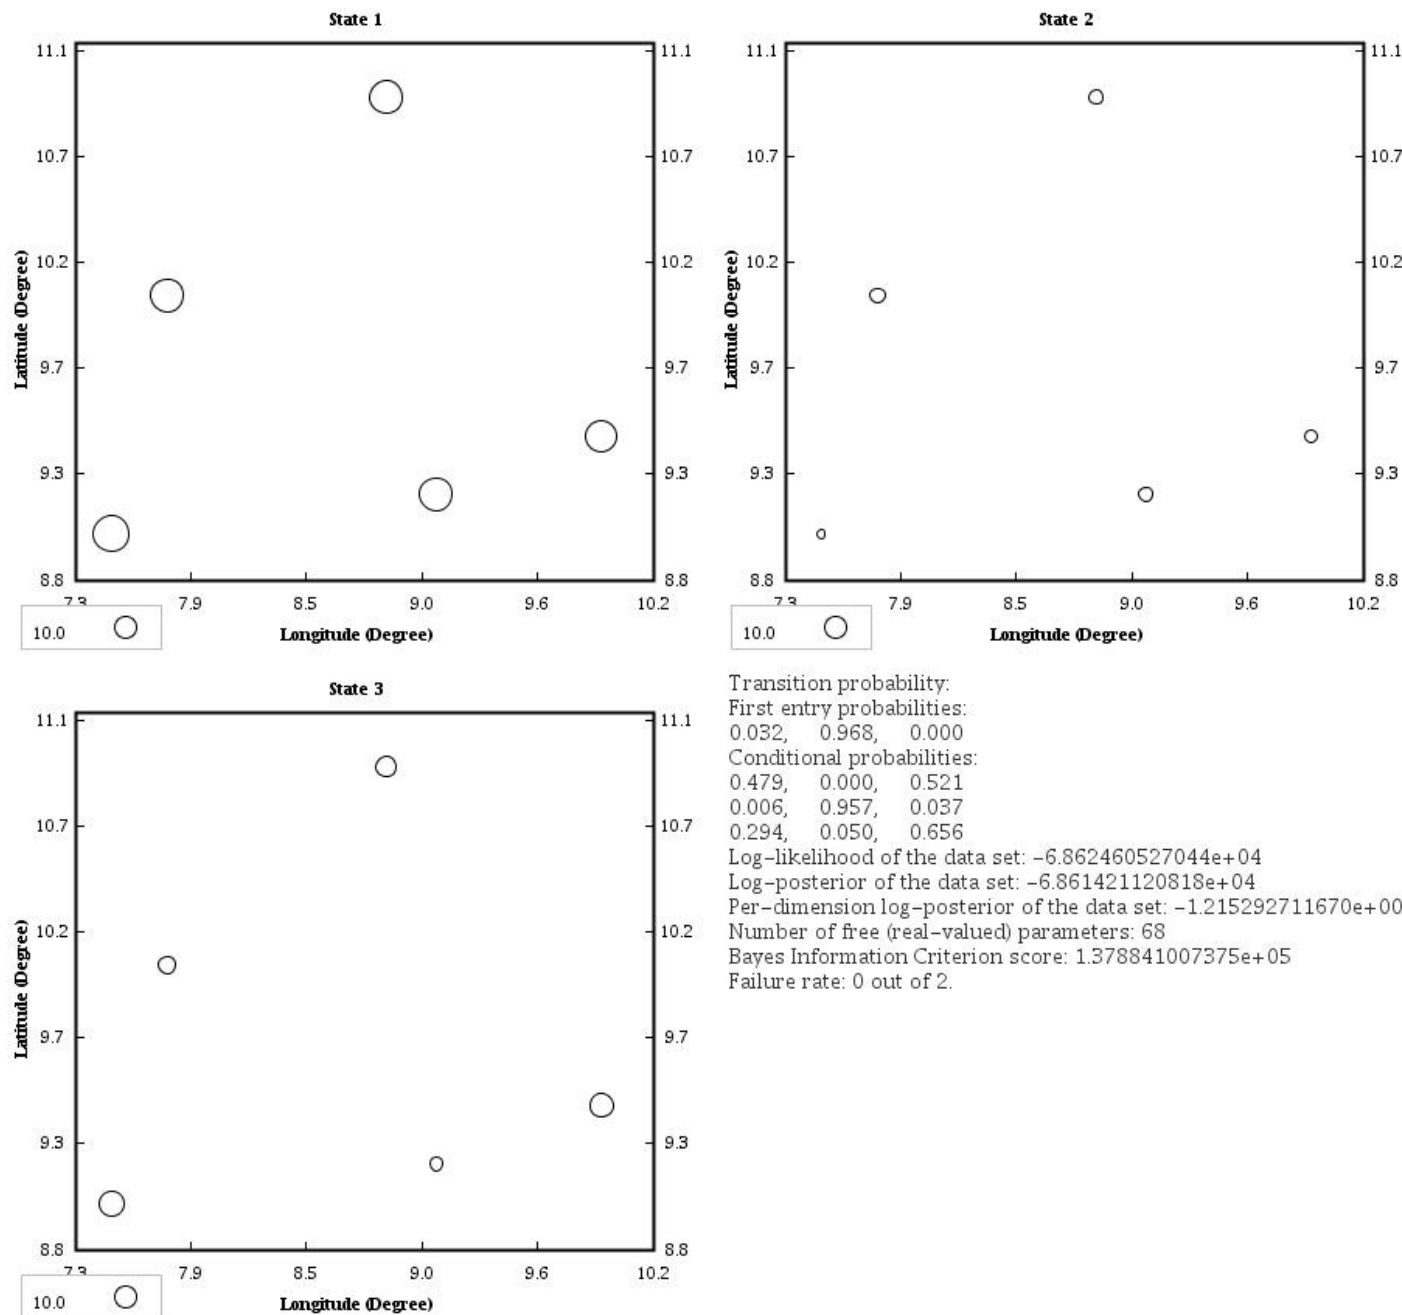 State 1
11.1
11.1
10.7
10.7
10.2
10.2
9.7
9.7
9.3
9.3
8.8
8.8
Latitude (Degree)
7.3 7.9 8.5 9.0 9.6 10.2
Longitude (Degree)
10.0
State 2
11.1
11.1
10.7
10.7
10.2
10.2
9.7
9.7
9.3
9.3
8.8
8.8
Latitude (Degree)
7.3 7.9 8.5 9.0 9.6 10.2
Longitude (Degree)
10.0
State 3
11.1
11.1
10.7
10.7
10.2
10.2
9.7
9.7
9.3
9.3
8.8
8.8
Latitude (Degree)
7.3 7.9 8.5 9.0 9.6 10.2
Longitude (Degree)
10.0
Transition probability:
First entry probabilities:
0.032, 0.968, 0.000
Conditional probabilities:
0.479, 0.000, 0.521
0.006, 0.957, 0.037
0.294, 0.050, 0.656
Log-likelihood of the data set: -6.862460527044e+04
Log-posterior of the data set: -6.861421120818e+04
Per-dimension log-posterior of the data set: -1.215292711670e+00
Number of free (real-valued) parameters: 68
Bayes Information Criterion score: 1.378841007375e+05
Failure rate: 0 out of 2.